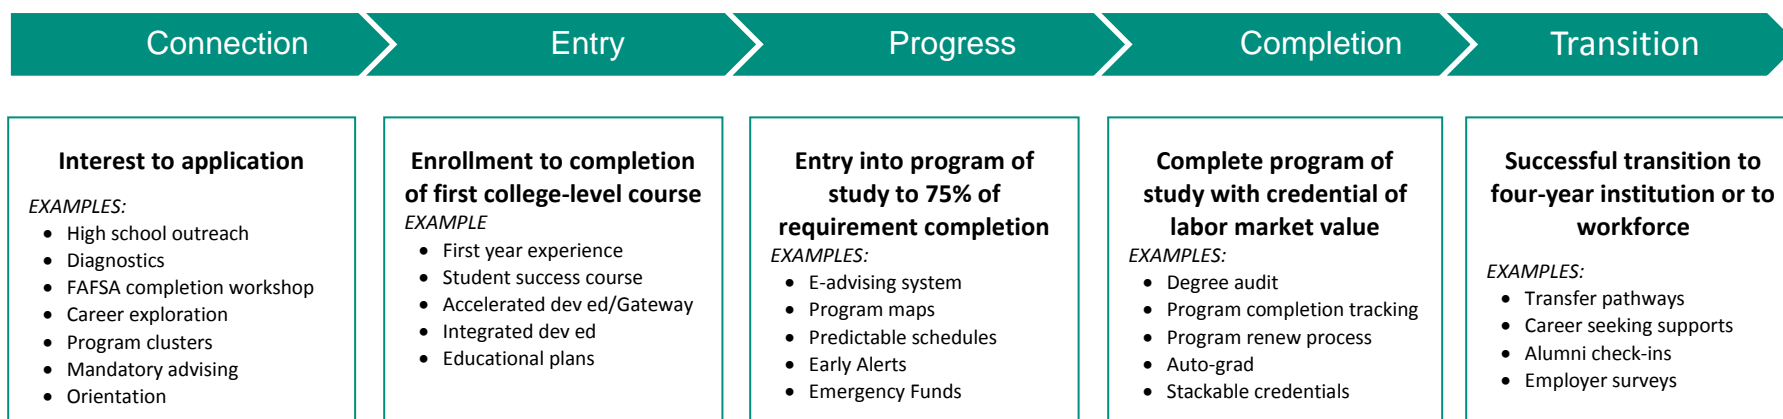 Connection
Entry
Progress
Completion
Transition
Interest to application
EXAMPLES:
• High school outreach
• Diagnostics
• FAFSA completion workshop
• Career exploration
• Program clusters
• Mandatory advising
• Orientation
Enrollment to completion
of first college-level course
EXAMPLE
• First year experience
• Student success course
• Accelerated dev ed/Gateway
• Integrated dev ed
• Educational plans
Entry into program of
study to 75% of
requirement completion
EXAMPLES:
• E-advising system
• Program maps
• Predictable schedules
• Early Alerts
• Emergency Funds
Complete program of
study with credential of
labor market value
EXAMPLES:
• Degree audit
• Program completion tracking
• Program renew process
• Auto-grad
• Stackable credentials
Successful transition to
four-year institution or to
workforce
EXAMPLES:
• Transfer pathways
• Career seeking supports
• Alumni check-ins
• Employer surveys